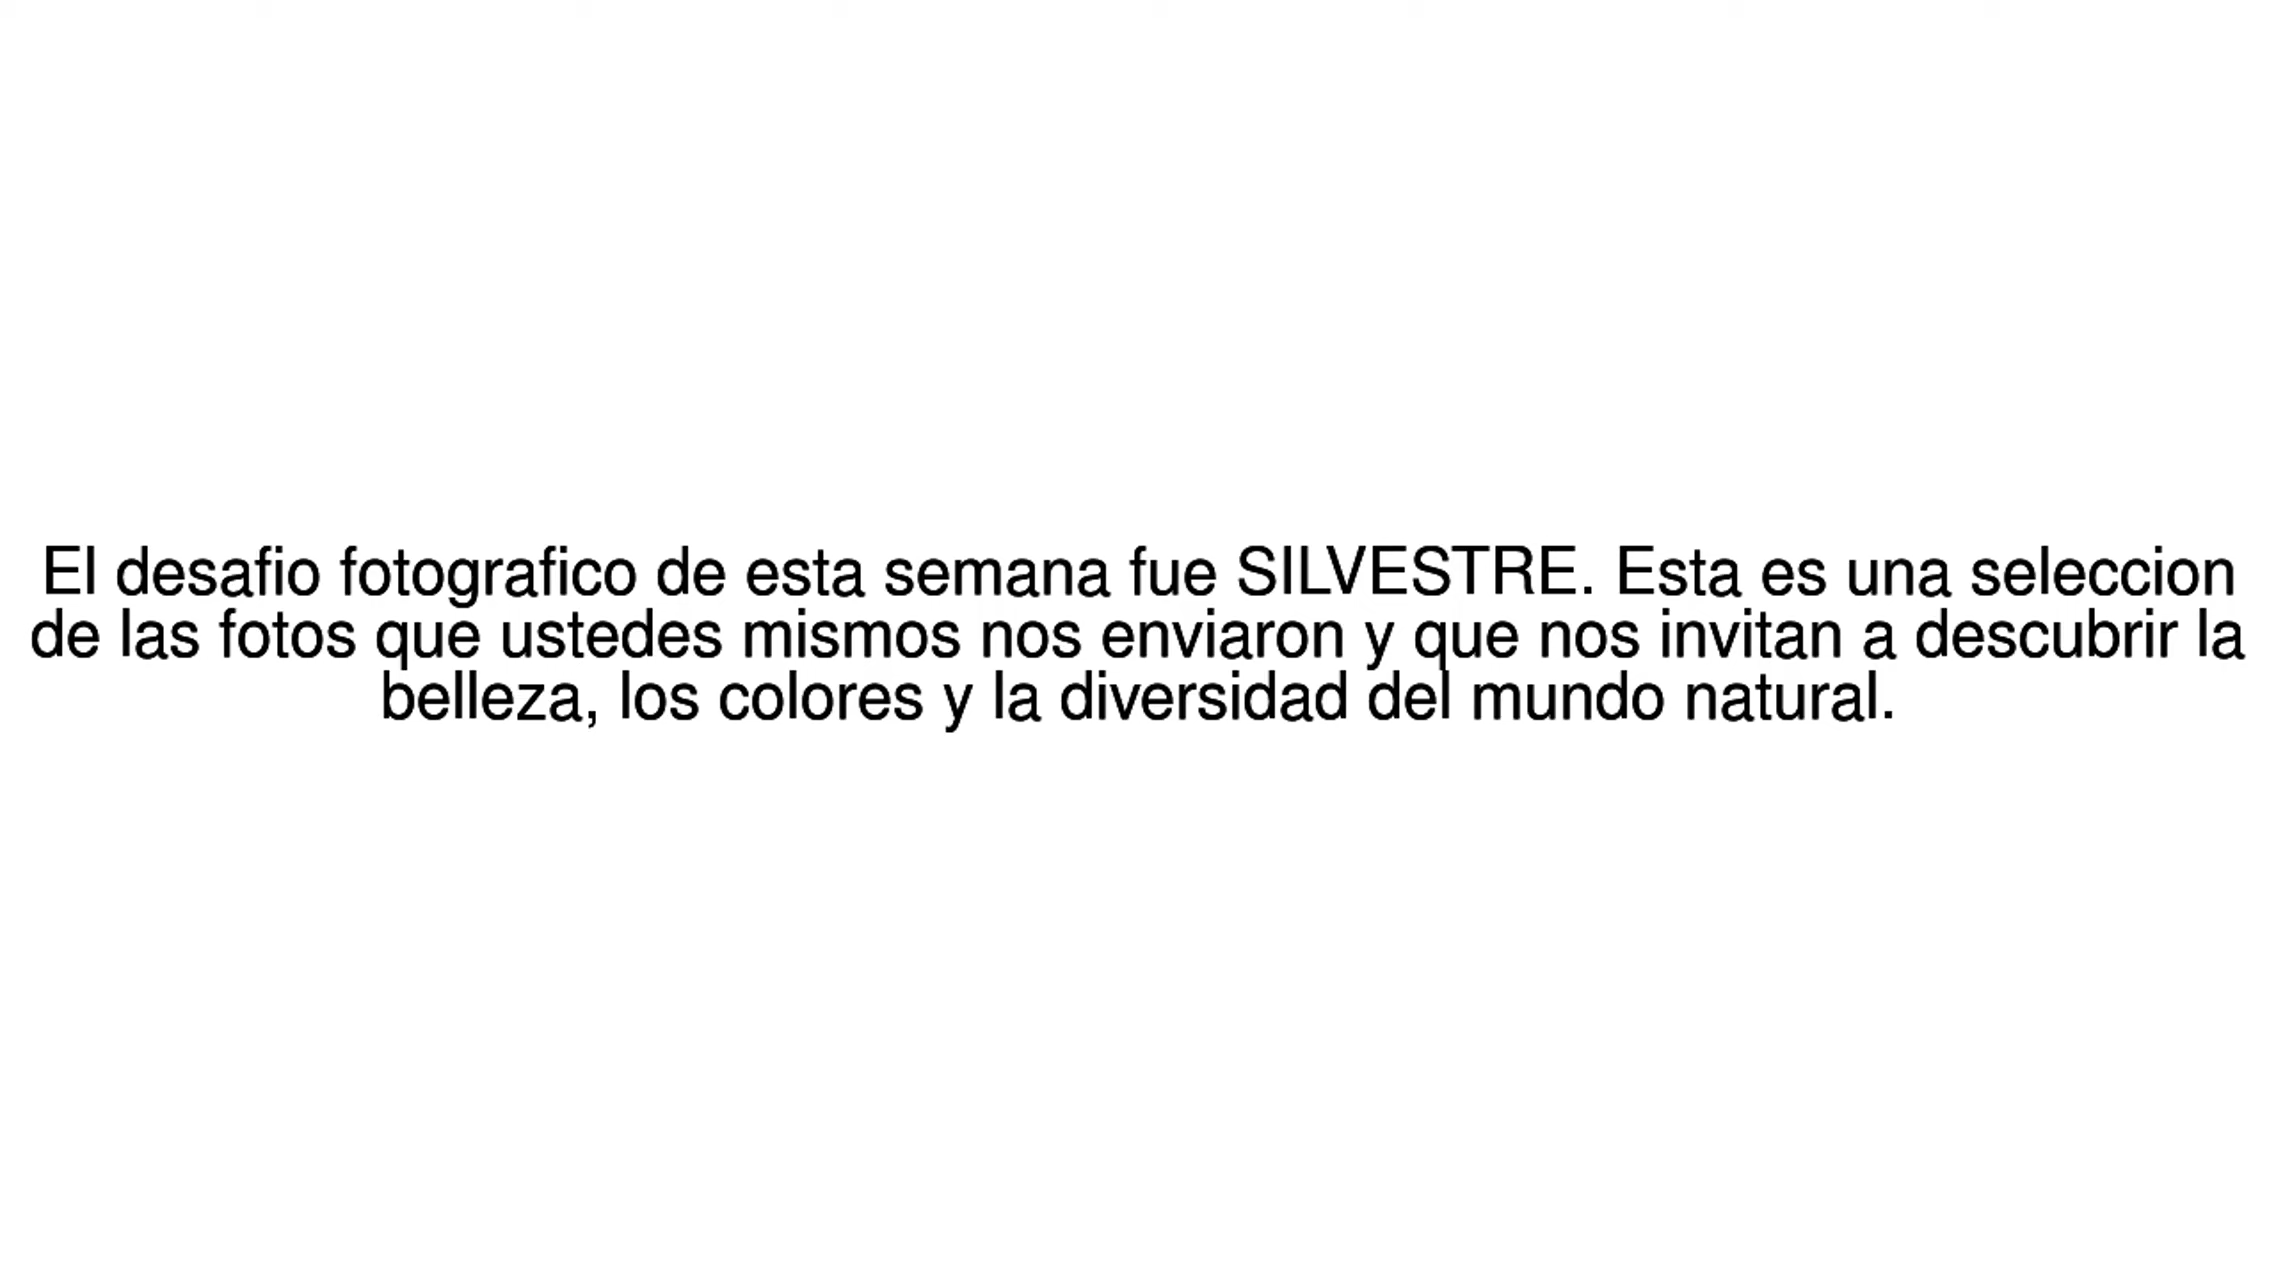 El desafio fotografico de esta semana fue SILVESTRE. Esta es una seleccion
de las fotos que ustedes mismos nos enviaron y que nos invitan a descubrir la
belleza, los colores y la diversidad del mundo natural.